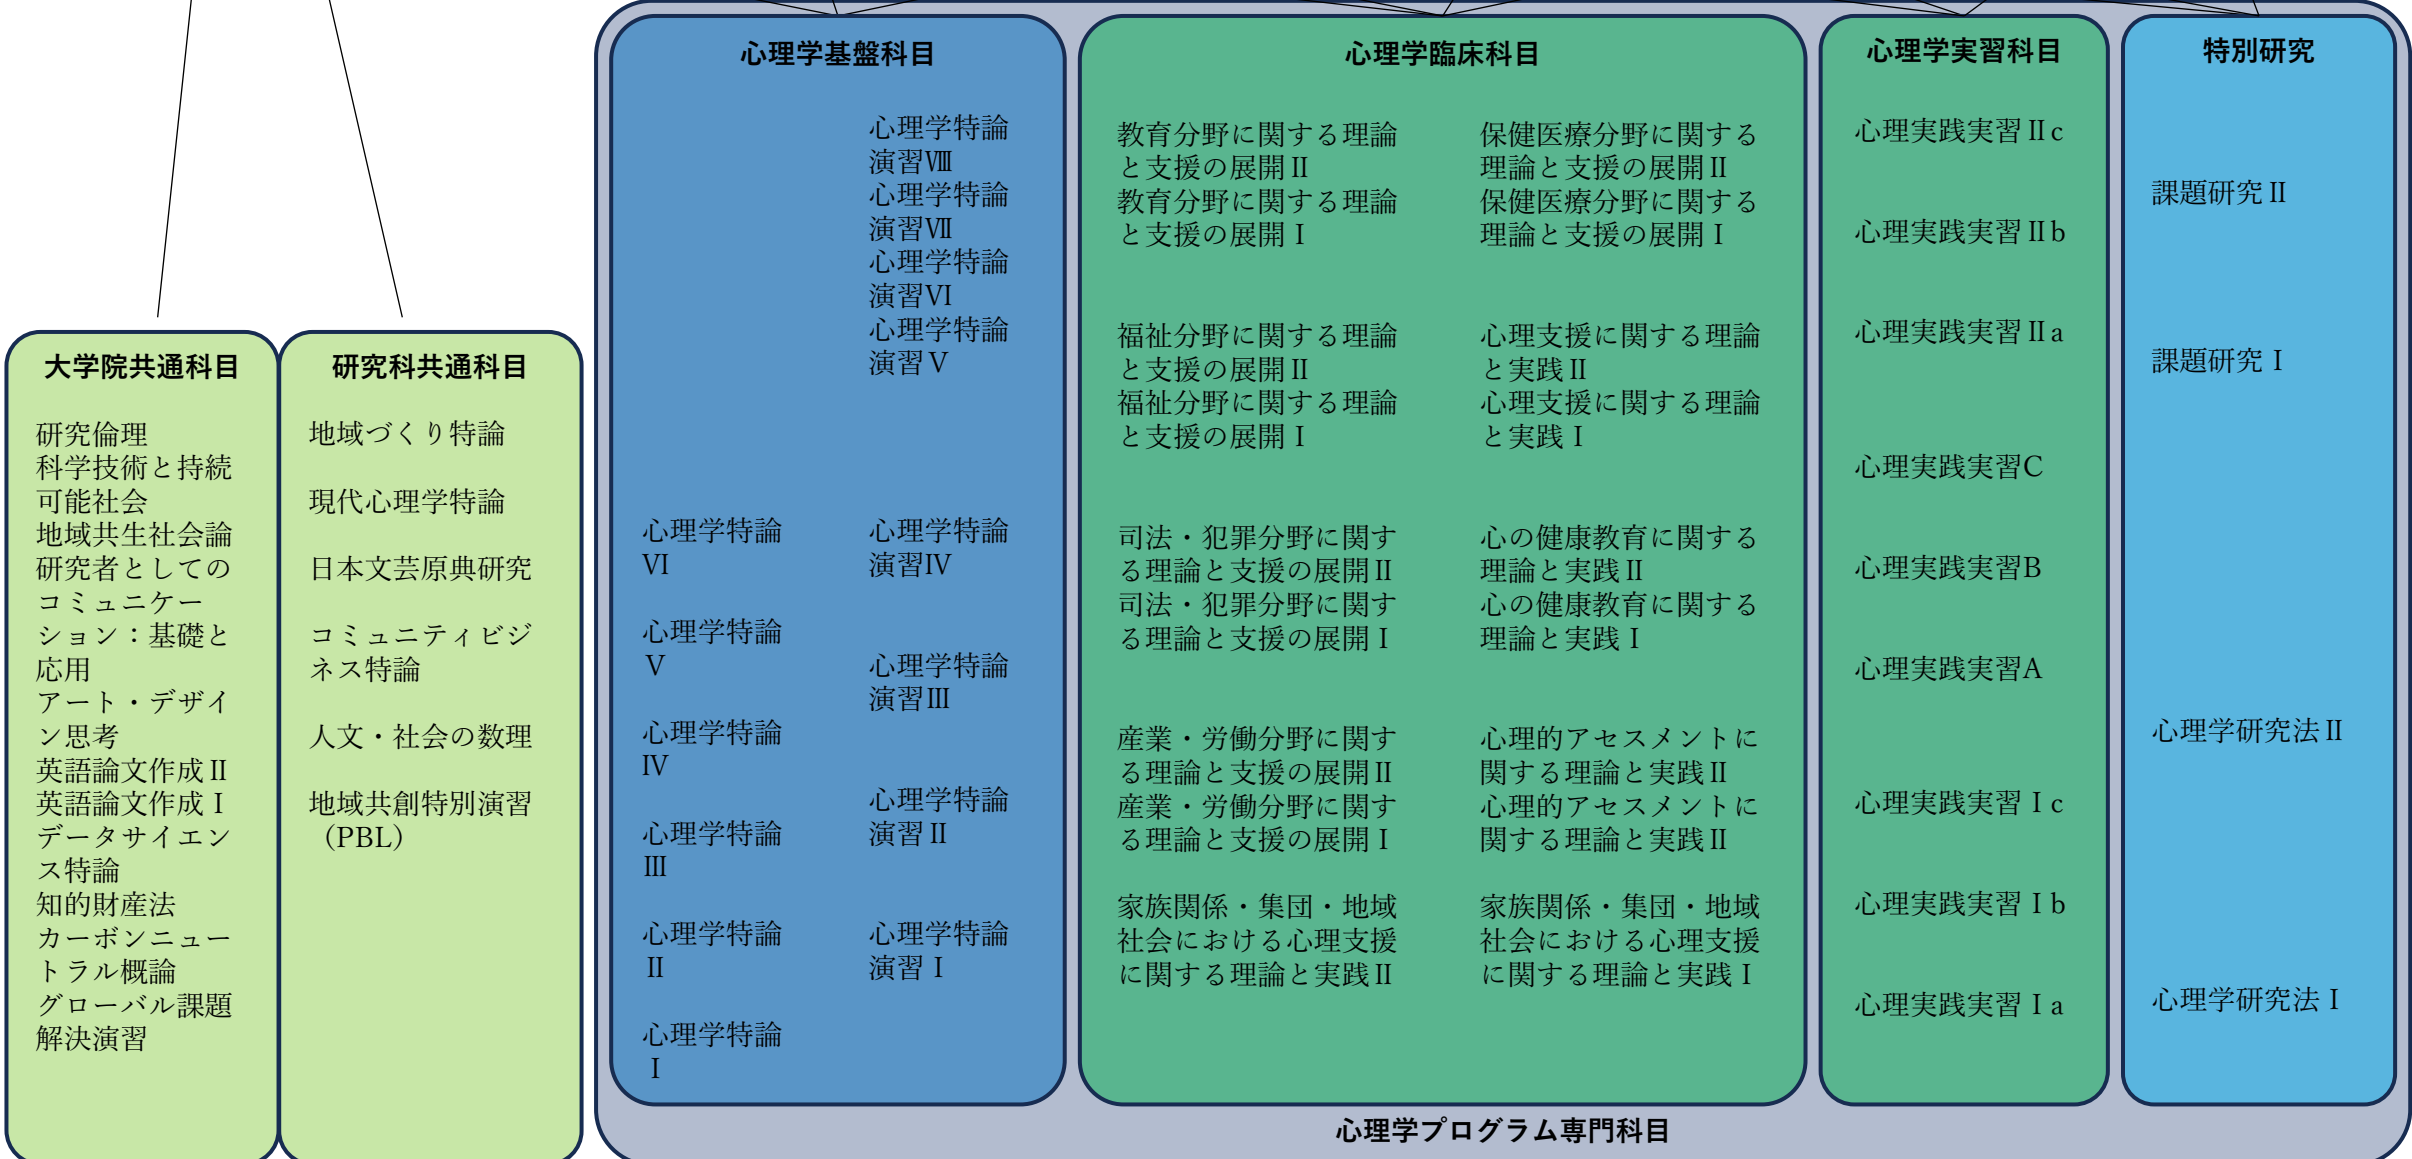 大学院共通科目
研究倫理
科学技術と持続
可能社会
地域共生社会論
研究者としての
コミュニケー
ション：基礎と
応用
アート・デザイ
ン思考
英語論文作成Ⅱ
英語論文作成Ⅰ
データサイエン
ス特論
知的財産法
カーボンニュー
トラル概論
グローバル課題
解決演習
研究科共通科目
地域づくり特論
現代心理学特論
日本文芸原典研究
コミュニティビジ
ネス特論
人文・社会の数理
地域共創特別演習
（PBL）
心理学基盤科目
心理学特論
Ⅵ
心理学特論
Ⅴ
心理学特論
Ⅳ
心理学特論
Ⅲ
心理学特論
Ⅱ
心理学特論
Ⅰ
心理学特論
演習Ⅷ
心理学特論
演習Ⅶ
心理学特論
演習Ⅵ
心理学特論
演習Ⅴ
心理学特論
演習Ⅳ
心理学特論
演習Ⅲ
心理学特論
演習Ⅱ
心理学特論
演習Ⅰ
心理学臨床科目
教育分野に関する理論
と支援の展開Ⅱ
教育分野に関する理論
と支援の展開Ⅰ
福祉分野に関する理論
と支援の展開Ⅱ
福祉分野に関する理論
と支援の展開Ⅰ
司法・犯罪分野に関す
る理論と支援の展開Ⅱ
司法・犯罪分野に関す
る理論と支援の展開Ⅰ
産業・労働分野に関す
る理論と支援の展開Ⅱ
産業・労働分野に関す
る理論と支援の展開Ⅰ
家族関係・集団・地域
社会における心理支援
に関する理論と実践Ⅱ
保健医療分野に関する
理論と支援の展開Ⅱ
保健医療分野に関する
理論と支援の展開Ⅰ
心理支援に関する理論
と実践Ⅱ
心理支援に関する理論
と実践Ⅰ
心の健康教育に関する
理論と実践Ⅱ
心の健康教育に関する
理論と実践Ⅰ
心理的アセスメントに
関する理論と実践Ⅱ
心理的アセスメントに
関する理論と実践Ⅱ
家族関係・集団・地域
社会における心理支援
に関する理論と実践Ⅰ
心理学実習科目
心理実践実習Ⅱc
心理実践実習Ⅱb
心理実践実習Ⅱa
心理実践実習C
心理実践実習B
心理実践実習A
心理実践実習Ⅰc
心理実践実習Ⅰb
心理実践実習Ⅰa
特別研究
課題研究Ⅱ
課題研究Ⅰ
心理学研究法Ⅱ
心理学研究法Ⅰ
心理学プログラム専門科目